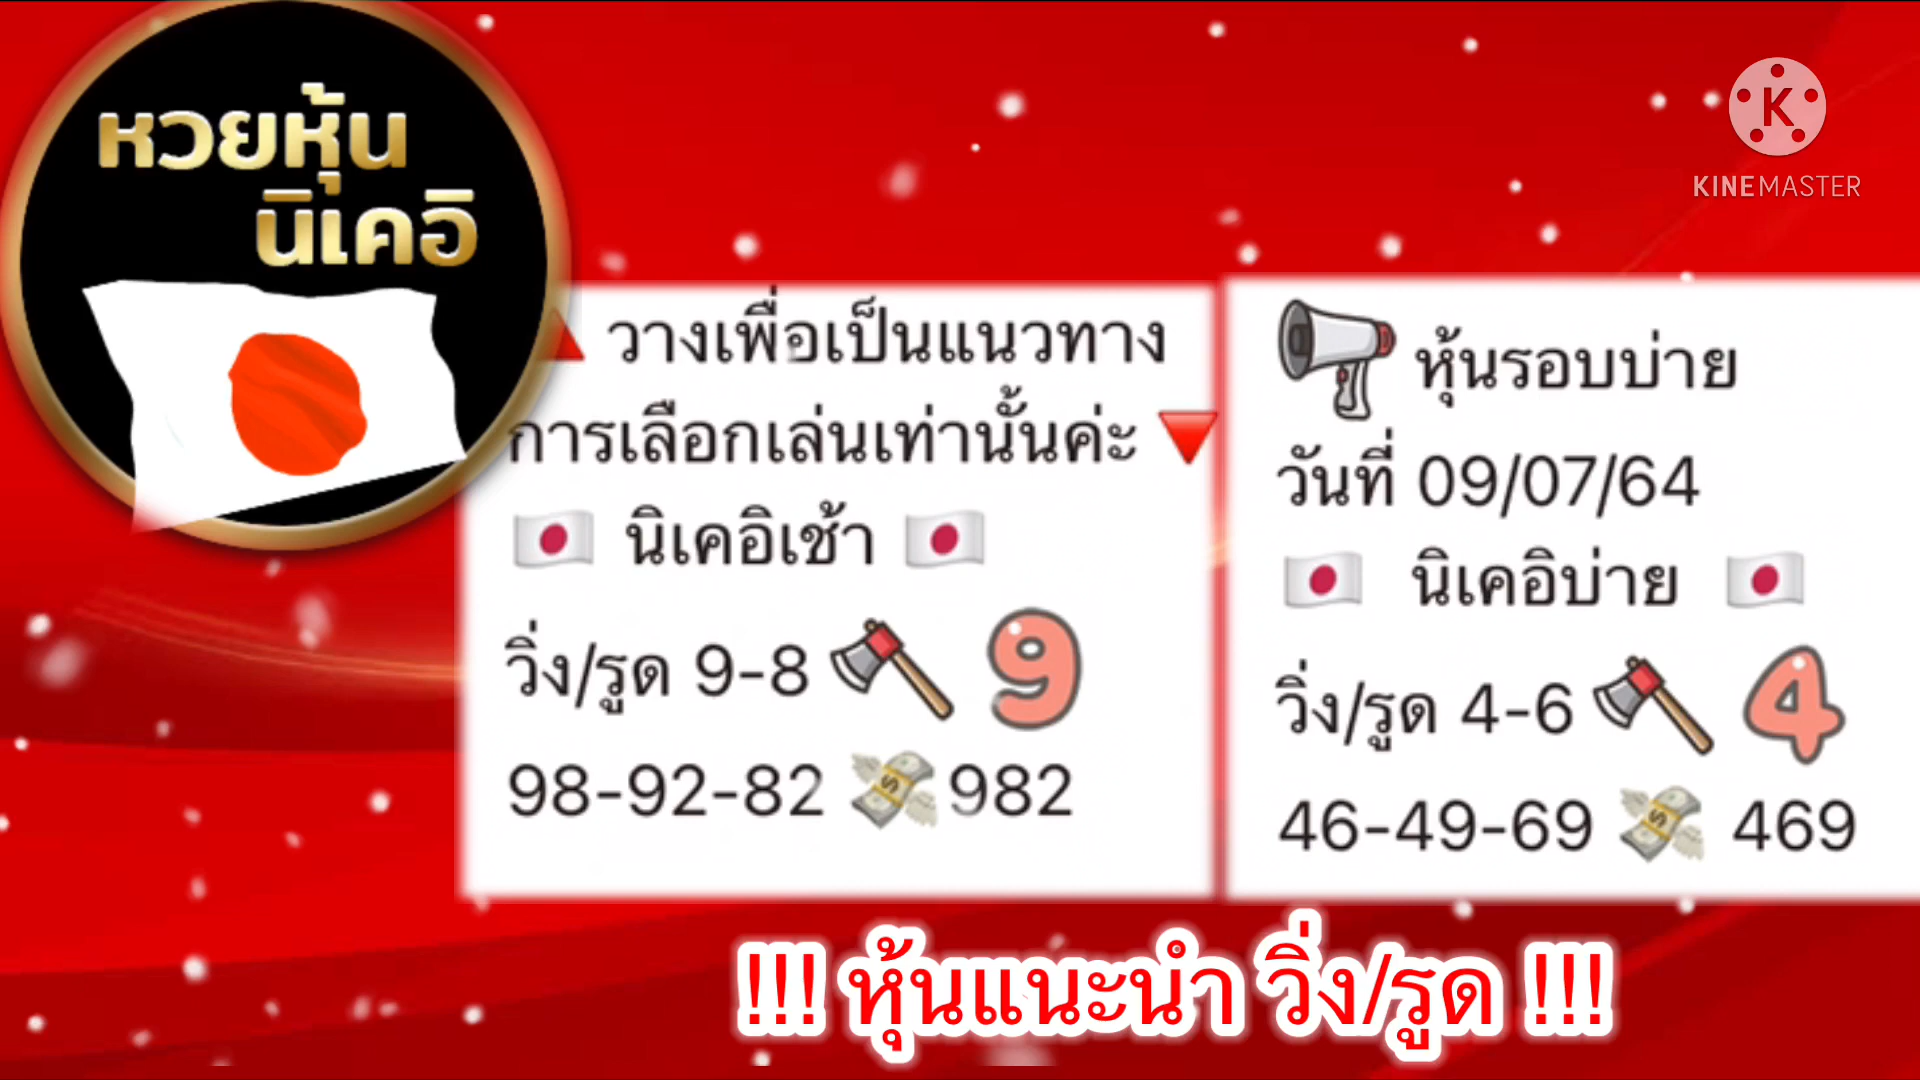 หวยหุ้น
นิเคอิ
KINEMASTER
วางเพื่อเป็นแนวทาง
การเลือกเล่นเท่านั้นค่ะ
นิเคอิเช้า
วิ่ง/รูด 9-8 9
98-92-82 982
หุ้นรอบบ่าย
วันที่ 09/07/64
นิเคอิบ่าย
วิ่ง/รูด 4-6 4
46-49-69 469
!!! หุ้นแนะนำ วิ่ง/รูด !!!